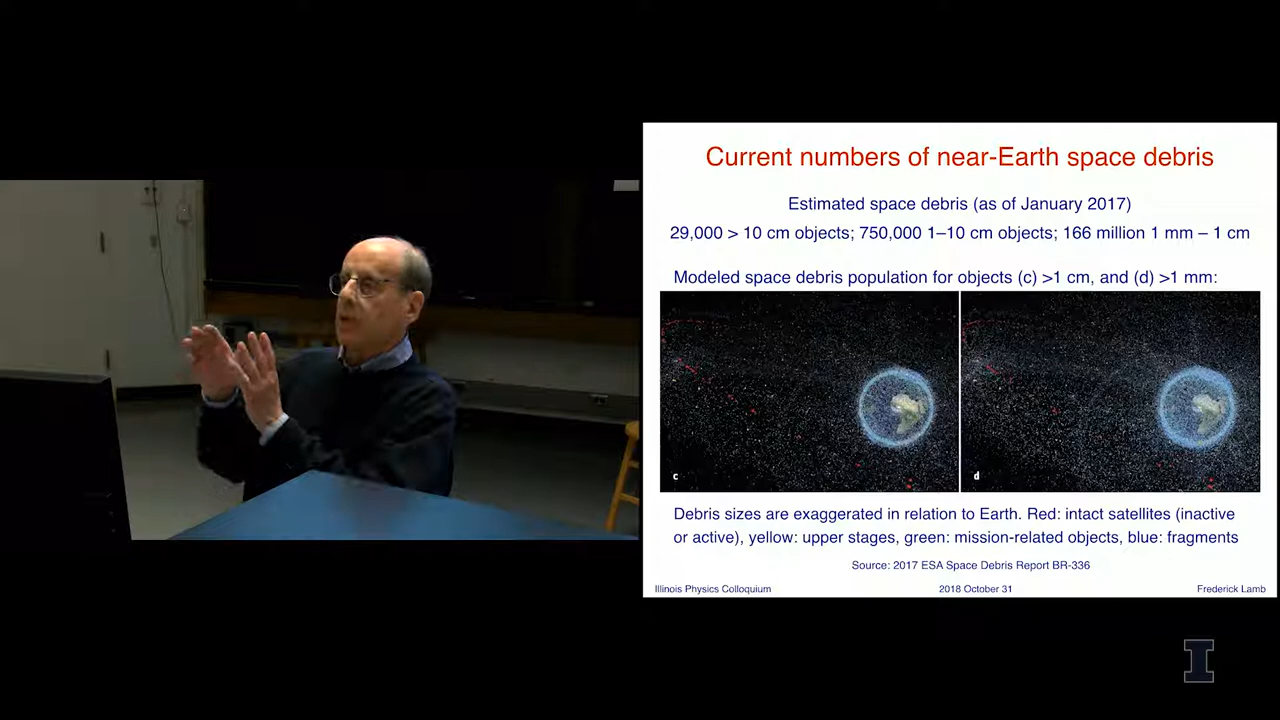 Current numbers of near-Earth space debris
Estimated space debris (as of January 2017)
29,000 > 10 cm objects; 750,000 1–10 cm objects; 166 million 1 mm – 1 cm
Modeled space debris population for objects (c) >1 cm, and (d) >1 mm:
c
d
Debris sizes are exaggerated in relation to Earth. Red: intact satellites (inactive
or active), yellow: upper stages, green: mission-related objects, blue: fragments
Source: 2017 ESA Space Debris Report BR-336
Illinois Physics Colloquium
2018 October 31
Frederick Lamb
I